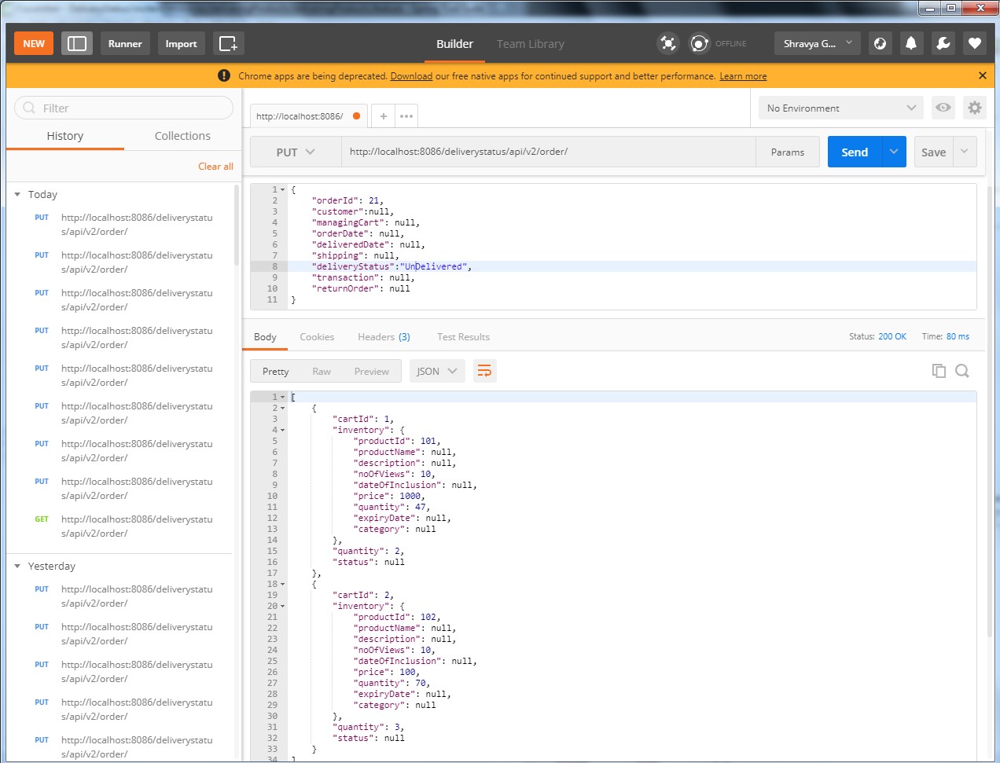 NEW
Runner
Import
Builder
Team Library
OFFLINE
Shravya G...
Chrome apps are being deprecated. Download our free native apps for continued support and better performance. Learn more
Filter
History
Collections
Clear all
Today
PUT http://localhost:8086/deliverystatu
s/api/v2/order/
PUT http://localhost:8086/deliverystatu
s/api/v2/order/
PUT http://localhost:8086/deliverystatu
s/api/v2/order/
PUT http://localhost:8086/deliverystatu
s/api/v2/order/
PUT http://localhost:8086/deliverystatu
s/api/v2/order/
PUT http://localhost:8086/deliverystatu
s/api/v2/order/
PUT http://localhost:8086/deliverystatu
s/api/v2/order/
PUT http://localhost:8086/deliverystatu
s/api/v2/order/
GET http://localhost:8086/deliverystatu
s/api/v2/order/
Yesterday
PUT http://localhost:8086/deliverystatu
s/api/v2/order/
PUT http://localhost:8086/deliverystatu
s/api/v2/order/
PUT http://localhost:8086/deliverystatu
s/api/v2/order/
PUT http://localhost:8086/deliverystatu
s/api/v2/order/
PUT http://localhost:8086/deliverystatu
s/api/v2/order/
http://localhost:8086/
No Environment
PUT
http://localhost:8086/deliverystatus/api/v2/order/
Params
Send
Save
1 {
2 "orderId": 21,
3 "customer":null,
4 "managingCart": null,
5 "orderDate": null,
6 "deliveredDate": null,
7 "shipping": null,
8 "deliveryStatus":"UnDelivered",
9 "transaction": null,
10 "returnOrder": null
11 }
Body
Cookies
Headers (3)
Test Results
Status: 200 OK
Time: 80 ms
Pretty
Raw
Preview
JSON
1 [
2 {
3 "cartId": 1,
4 "inventory": {
5 "productId": 101,
6 "productName": null,
7 "description": null,
8 "noOfViews": 10,
9 "dateOfInclusion": null,
10 "price": 1000,
11 "quantity": 47,
12 "expiryDate": null,
13 "category": null
14 },
15 "quantity": 2,
16 "status": null
17 },
18 {
19 "cartId": 2,
20 "inventory": {
21 "productId": 102,
22 "productName": null,
23 "description": null,
24 "noOfViews": 10,
25 "dateOfInclusion": null,
26 "price": 100,
27 "quantity": 70,
28 "expiryDate": null,
29 "category": null
30 },
31 "quantity": 3,
32 "status": null
33 }
34 ]